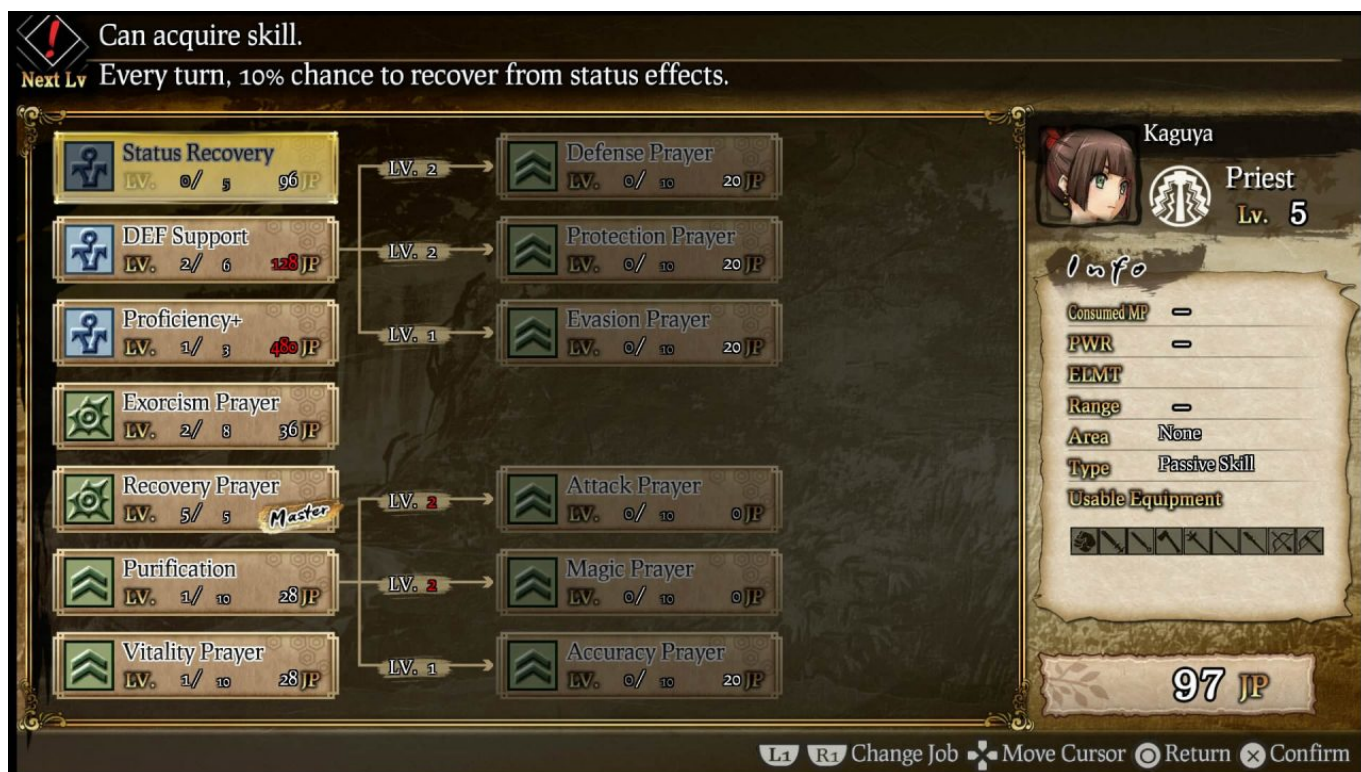 Can acquire skill.
Next Lv Every turn, 10% chance to recover from status effects.
Status Recovery
LV. 0/ 5 96 JP
DEF Support
LV. 2/ 6 128 JP
Proficiency+
LV. 1/ 3 480 JP
Exorcism Prayer
LV. 2/ 8 36 JP
Recovery Prayer
LV. 5/ 5 Master
Purification
LV. 1/ 10 28 JP
Vitality Prayer
LV. 1/ 10 28 JP
LV. 2
LV. 2
LV. 1
LV. 2
LV. 2
LV. 1
Defense Prayer
LV. 0/ 10 20 JP
Protection Prayer
LV. 0/ 10 20 JP
Evasion Prayer
LV. 0/ 10 20 JP
Attack Prayer
LV. 0/ 10 0 JP
Magic Prayer
LV. 0/ 10 0 JP
Accuracy Prayer
LV. 0/ 10 20 JP
Kaguya
Priest
Lv. 5
Info
Consumed MP –
PWR –
ELMT
Range –
Area None
Type Passive Skill
Usable Equipment
97 JP
L1 R1 Change Job Move Cursor Return Confirm